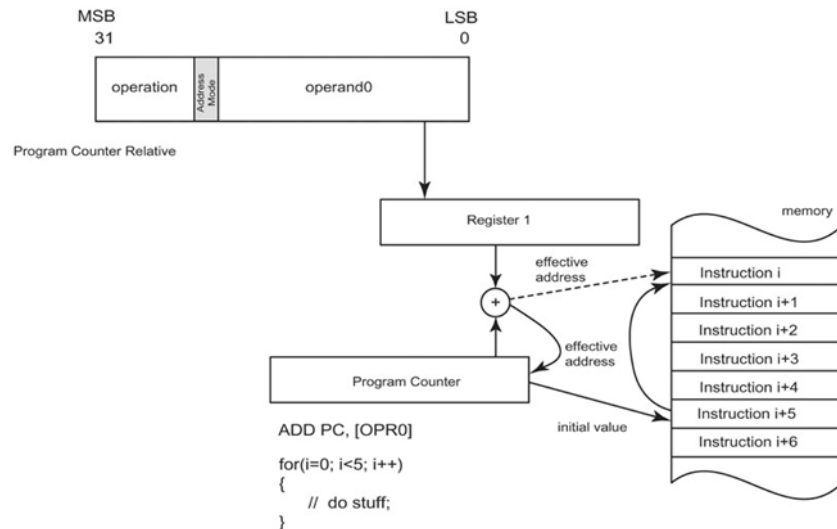 MSB
LSB
31
0
operation
Address
Mode
operand0
Program Counter Relative
Register 1
memory
effective
address
Instruction i
+
Instruction i+1
Instruction i+2
effective
address
Instruction i+3
Program Counter
Instruction i+4
initial value
Instruction i+5
Instruction i+6
ADD PC, [OPR0]
for(i=0; i<5; i++)
{
// do stuff;
}